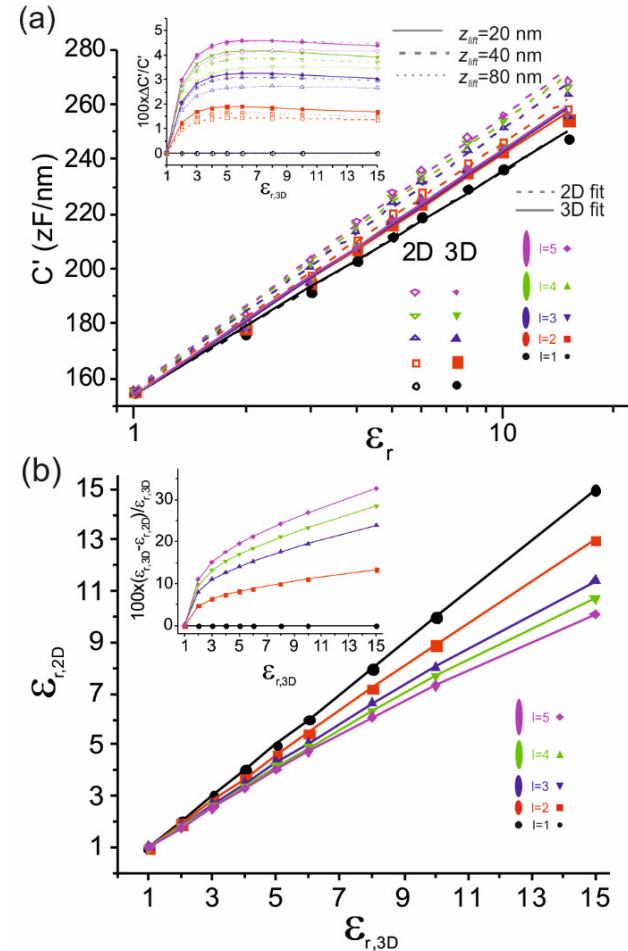 (a)
100xΔC'/C'
5
4
3
2
1
0
1 3 5 7 9 11 13 15
ε_r,3D
z_lift=20 nm
z_lift=40 nm
z_lift=80 nm
C' (zF/nm)
280
260
240
220
200
180
160
1 10
ε_r
2D fit
3D fit
2D 3D
l=5
l=4
l=3
l=2
l=1
(b)
ε_r,2D
15
13
11
9
7
5
3
1
100x(ε_r,3D-ε_r,2D)/ε_r,3D
30
20
10
0
1 3 5 7 9 11 13 15
ε_r,3D
l=5
l=4
l=3
l=2
l=1
1 3 5 7 9 11 13 15
ε_r,3D